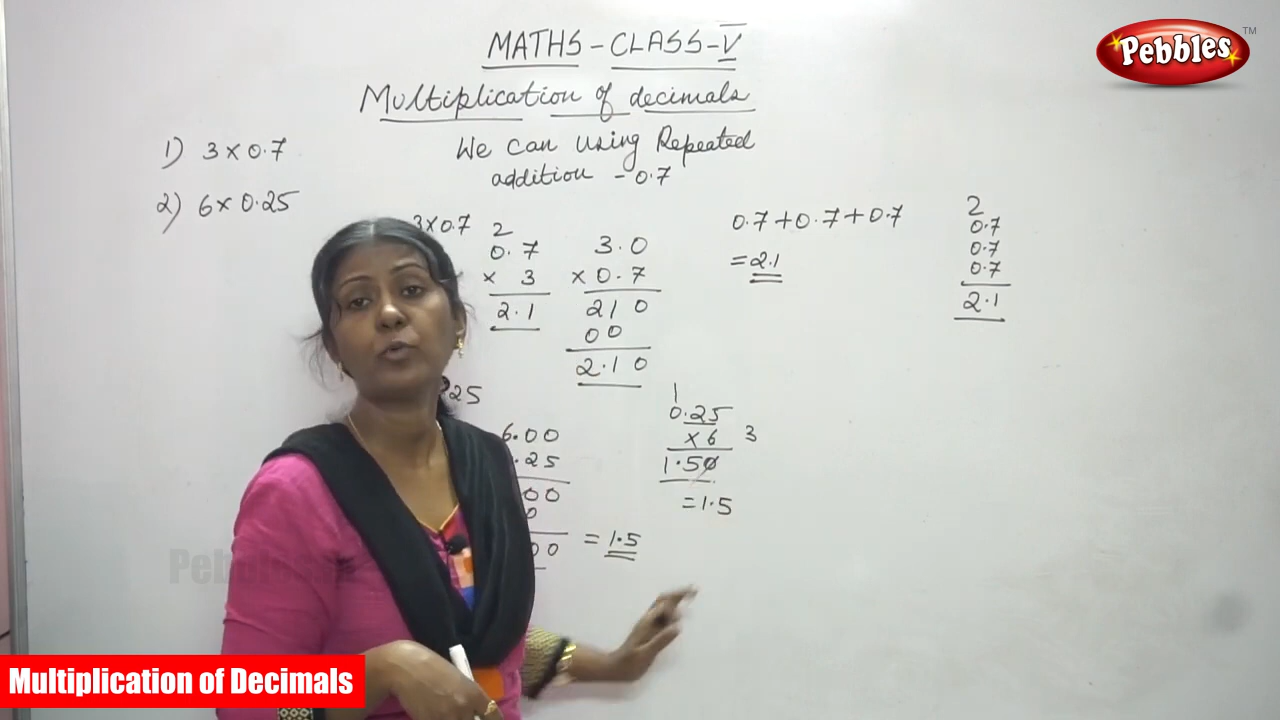 MATHS - CLASS - V
Pebbles TM
Multiplication of decimals
We can using Repeated
addition - 0.7
1) 3 x 0.7
2) 6 x 0.25
3 x 0.7
2
0.7
x 3
2.1
3.0
x 0.7
210
00
2.10
0.7 + 0.7 + 0.7
= 2.1
2
0.7
0.7
0.7
2.1
25
6.00
.25
00
0
00
= 1.5
1
0.25
x 6 3
1.50
= 1.5
Multiplication of Decimals